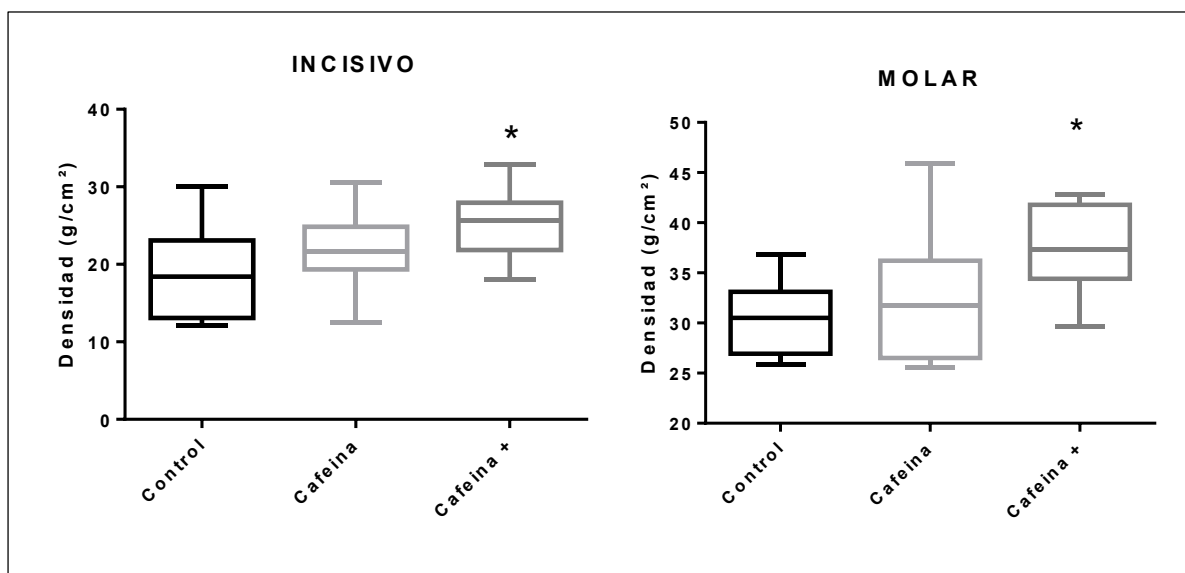 INCISIVO
Densidad (g/cm²)
40
30
20
10
0
*
Control
Cafeina
Cafeina +
MOLAR
Densidad (g/cm²)
50
45
40
35
30
25
20
*
Control
Cafeina
Cafeina +